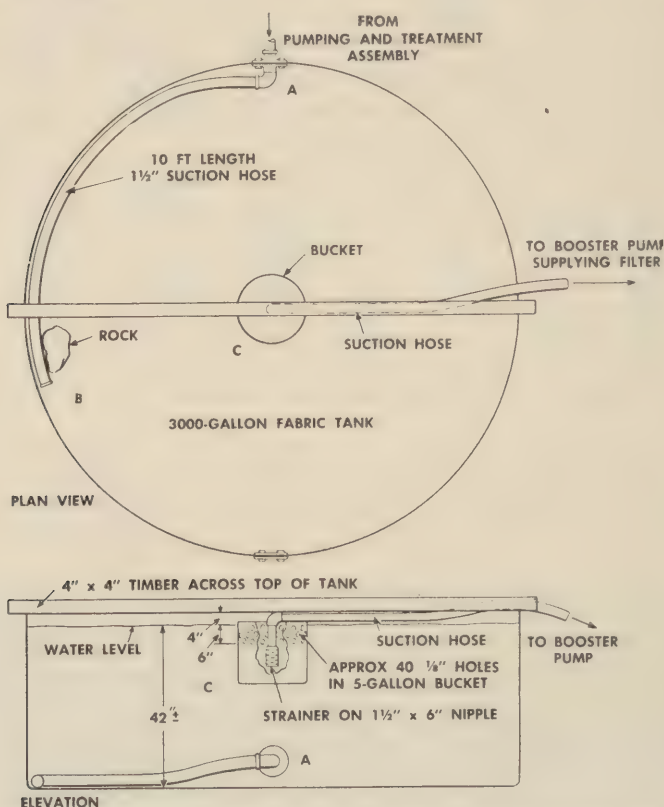 FROM
PUMPING AND TREATMENT
ASSEMBLY
A
10 FT LENGTH
1½" SUCTION HOSE
BUCKET
TO BOOSTER PUMP
SUPPLYING FILTER
ROCK
SUCTION HOSE
C
B
3000-GALLON FABRIC TANK
PLAN VIEW
4" x 4" TIMBER ACROSS TOP OF TANK
WATER LEVEL
4"
6"
SUCTION HOSE
TO BOOSTER
PUMP
APPROX 40 ⅛" HOLES
IN 5-GALLON BUCKET
C
STRAINER ON 1½" x 6" NIPPLE
42"±
A
ELEVATION